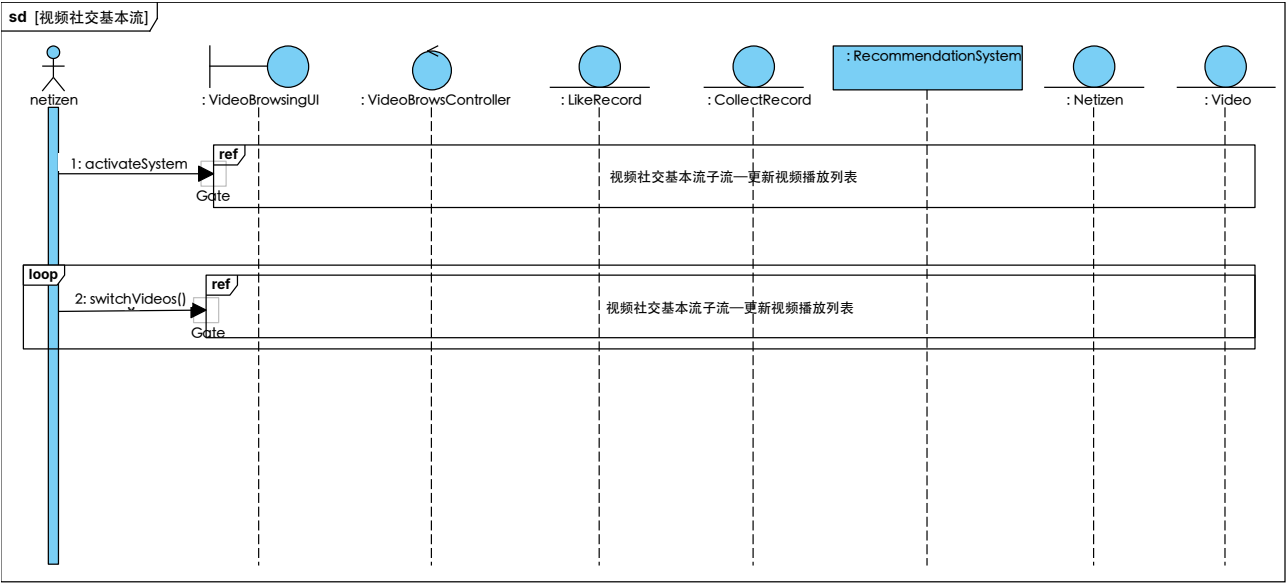 sd [视频社交基本流]
netizen
: VideoBrowsingUI
: VideoBrowsController
: LikeRecord
: CollectRecord
: RecommendationSystem
: Netizen
: Video
ref
1: activateSystem
视频社交基本流子流—更新视频播放列表
Gate
loop
ref
2: switchVideos()
视频社交基本流子流—更新视频播放列表
Gate